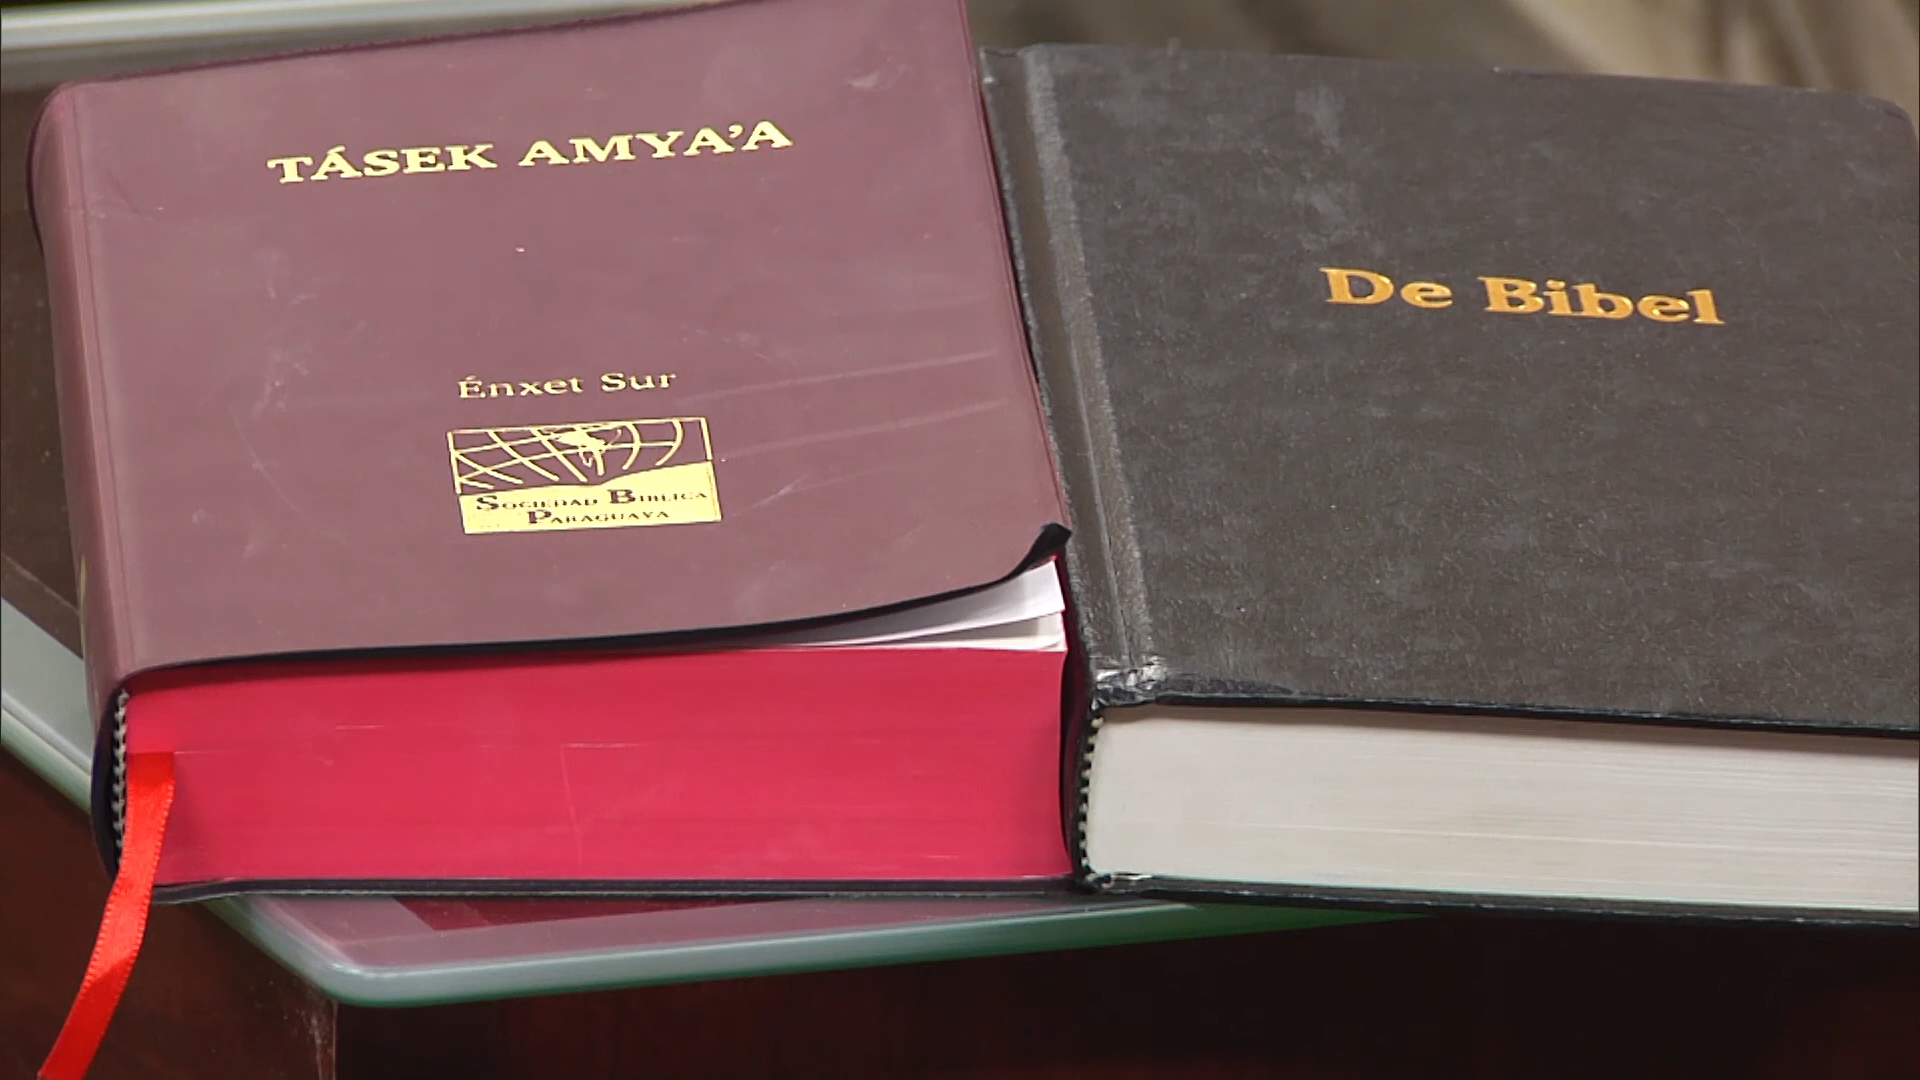 TÁSEK AMYA'A
Énxet Sur
SOCIEDAD BIBLICA
PARAGUAYA
De Bibel